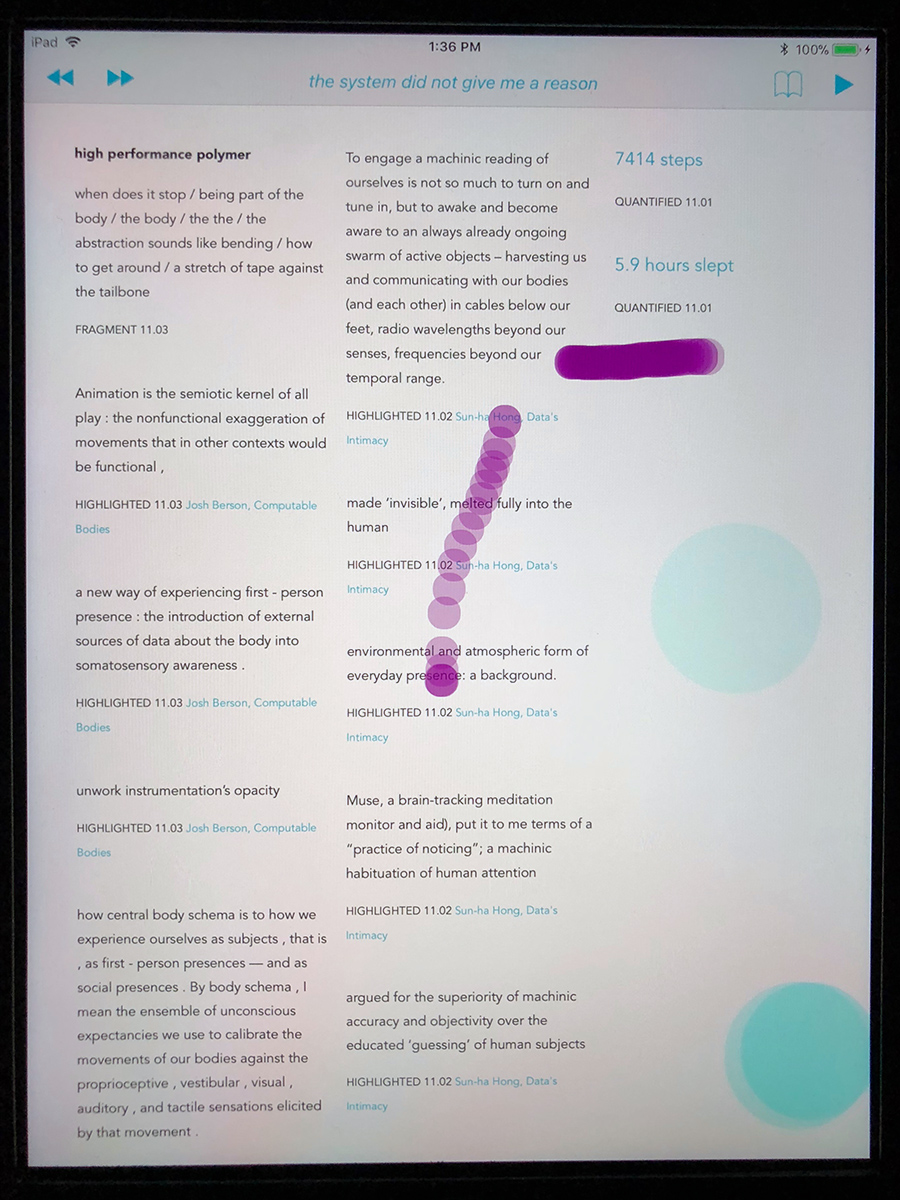 iPad
1:36 PM
100%
the system did not give me a reason
high performance polymer
when does it stop / being part of the
body / the body / the the / the
abstraction sounds like bending / how
to get around / a stretch of tape against
the tailbone
FRAGMENT 11.03
Animation is the semiotic kernel of all
play : the nonfunctional exaggeration of
movements that in other contexts would
be functional ,
HIGHLIGHTED 11.03 Josh Berson, Computable
Bodies
a new way of experiencing first - person
presence : the introduction of external
sources of data about the body into
somatosensory awareness .
HIGHLIGHTED 11.03 Josh Berson, Computable
Bodies
unwork instrumentation's opacity
HIGHLIGHTED 11.03 Josh Berson, Computable
Bodies
how central body schema is to how we
experience ourselves as subjects , that is
, as first - person presences — and as
social presences . By body schema , I
mean the ensemble of unconscious
expectancies we use to calibrate the
movements of our bodies against the
proprioceptive , vestibular , visual ,
auditory , and tactile sensations elicited
by that movement .
To engage a machinic reading of
ourselves is not so much to turn on and
tune in, but to awake and become
aware to an always already ongoing
swarm of active objects – harvesting us
and communicating with our bodies
(and each other) in cables below our
feet, radio wavelengths beyond our
senses, frequencies beyond our
temporal range.
HIGHLIGHTED 11.02 Sun-ha Hong, Data's
Intimacy
made ‘invisible’, melted fully into the
human
HIGHLIGHTED 11.02 Sun-ha Hong, Data's
Intimacy
environmental and atmospheric form of
everyday presence: a background.
HIGHLIGHTED 11.02 Sun-ha Hong, Data's
Intimacy
Muse, a brain-tracking meditation
monitor and aid), put it to me terms of a
“practice of noticing”; a machinic
habituation of human attention
HIGHLIGHTED 11.02 Sun-ha Hong, Data's
Intimacy
argued for the superiority of machinic
accuracy and objectivity over the
educated ‘guessing’ of human subjects
HIGHLIGHTED 11.02 Sun-ha Hong, Data's
Intimacy
7414 steps
QUANTIFIED 11.01
5.9 hours slept
QUANTIFIED 11.01